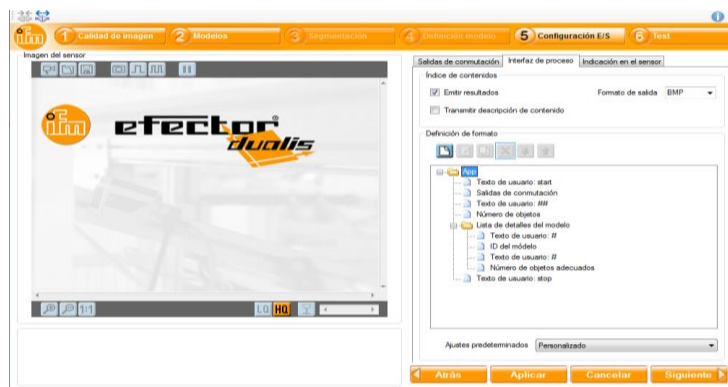 ifm
1 Calidad de imagen
2 Modelos
3 Segmentación
4 Definición modelo
5 Configuración E/S
6 Test
Imagen del sensor
ifm
efector
dualis
1:1
LQ HQ
Salidas de conmutación
Interfaz de proceso
Indicación en el sensor
Índice de contenidos
Emitir resultados
Formato de salida BMP
Transmitir descripción de contenido
Definición de formato
App
Texto de usuario: start
Salidas de conmutación
Texto de usuario: ##
Número de objetos
Lista de detalles del modelo
Texto de usuario: #
ID del módelo
Texto de usuario: #
Número de objetos adecuados
Texto de usuario: stop
Ajustes predeterminados Personalizado
Atrás
Aplicar
Cancelar
Siguiente